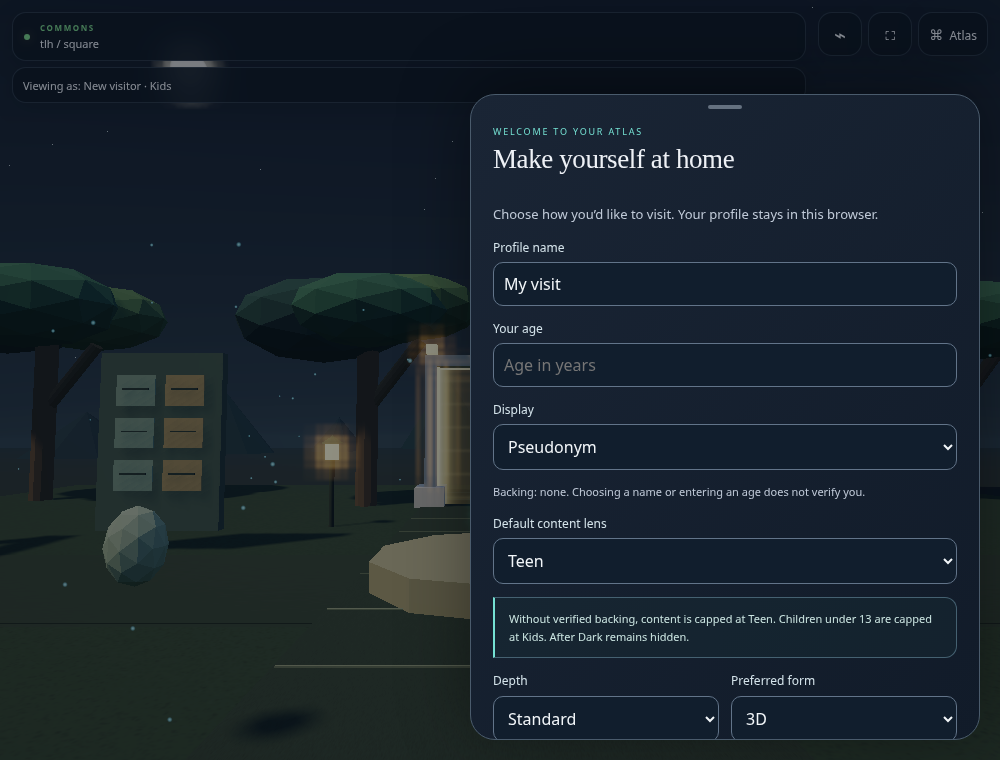 COMMONS
tlh / square
⌘ Atlas
Viewing as: New visitor · Kids
WELCOME TO YOUR ATLAS
Make yourself at home
Choose how you’d like to visit. Your profile stays in this browser.
Profile name
My visit
Your age
Age in years
Display
Pseudonym
Backing: none. Choosing a name or entering an age does not verify you.
Default content lens
Teen
Without verified backing, content is capped at Teen. Children under 13 are capped
at Kids. After Dark remains hidden.
Depth
Preferred form
Standard
3D